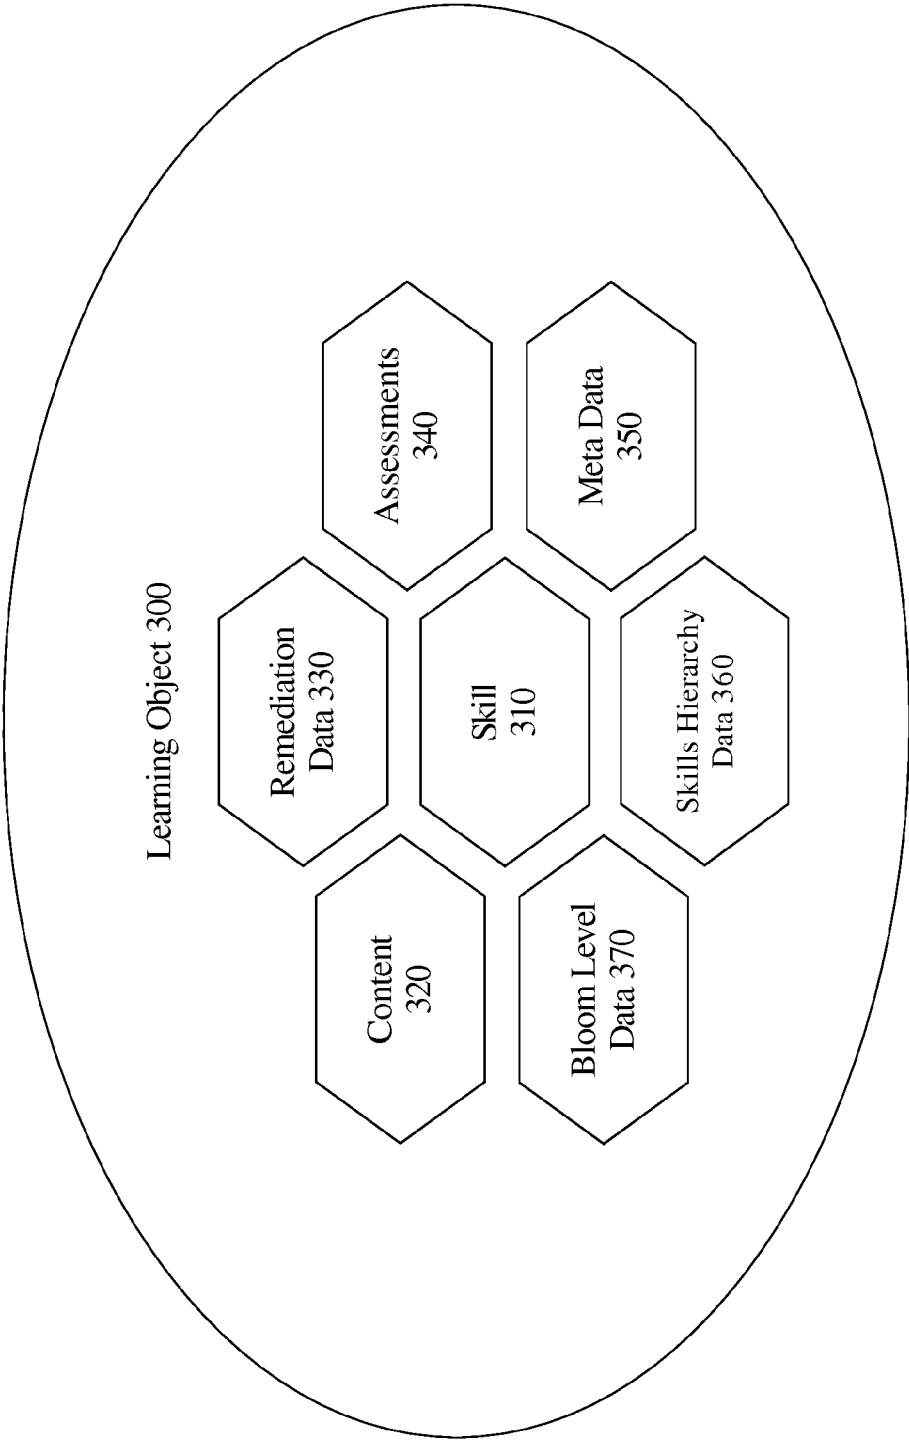 Learning Object 300
Remediation
Data 330
Content
320
Assessments
340
Skill
310
Bloom Level
Data 370
Meta Data
350
Skills Hierarchy
Data 360